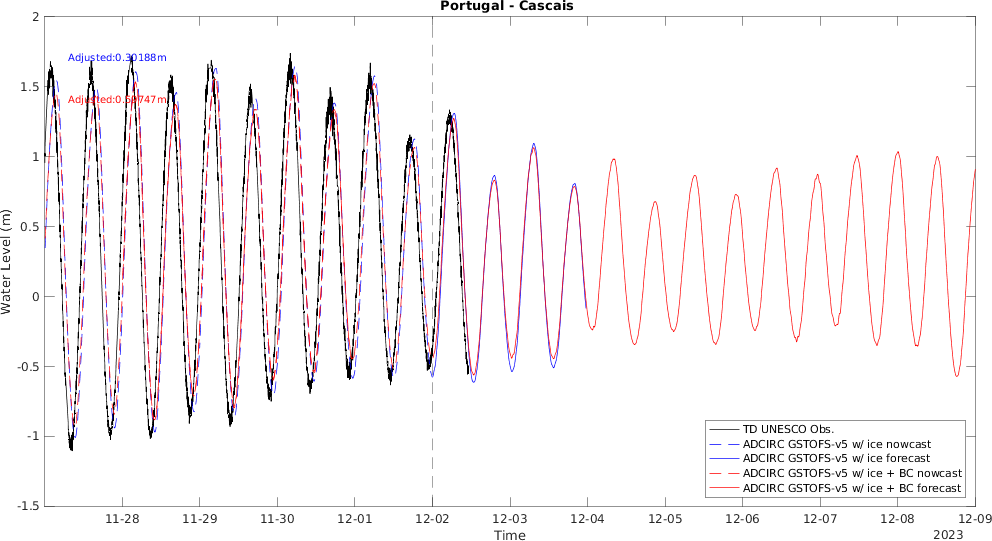 Portugal - Cascais
Water Level (m)
2
1.5
1
0.5
0
-0.5
-1
-1.5
Adjusted:0.30188m
11-28
11-29
11-30
12-01
12-02
12-03
12-04
12-05
12-06
12-07
12-08
12-09
Time
2023
TD UNESCO Obs.
ADCIRC GSTOFS-v5 w/ ice nowcast
ADCIRC GSTOFS-v5 w/ ice forecast
ADCIRC GSTOFS-v5 w/ ice + BC nowcast
ADCIRC GSTOFS-v5 w/ ice + BC forecast